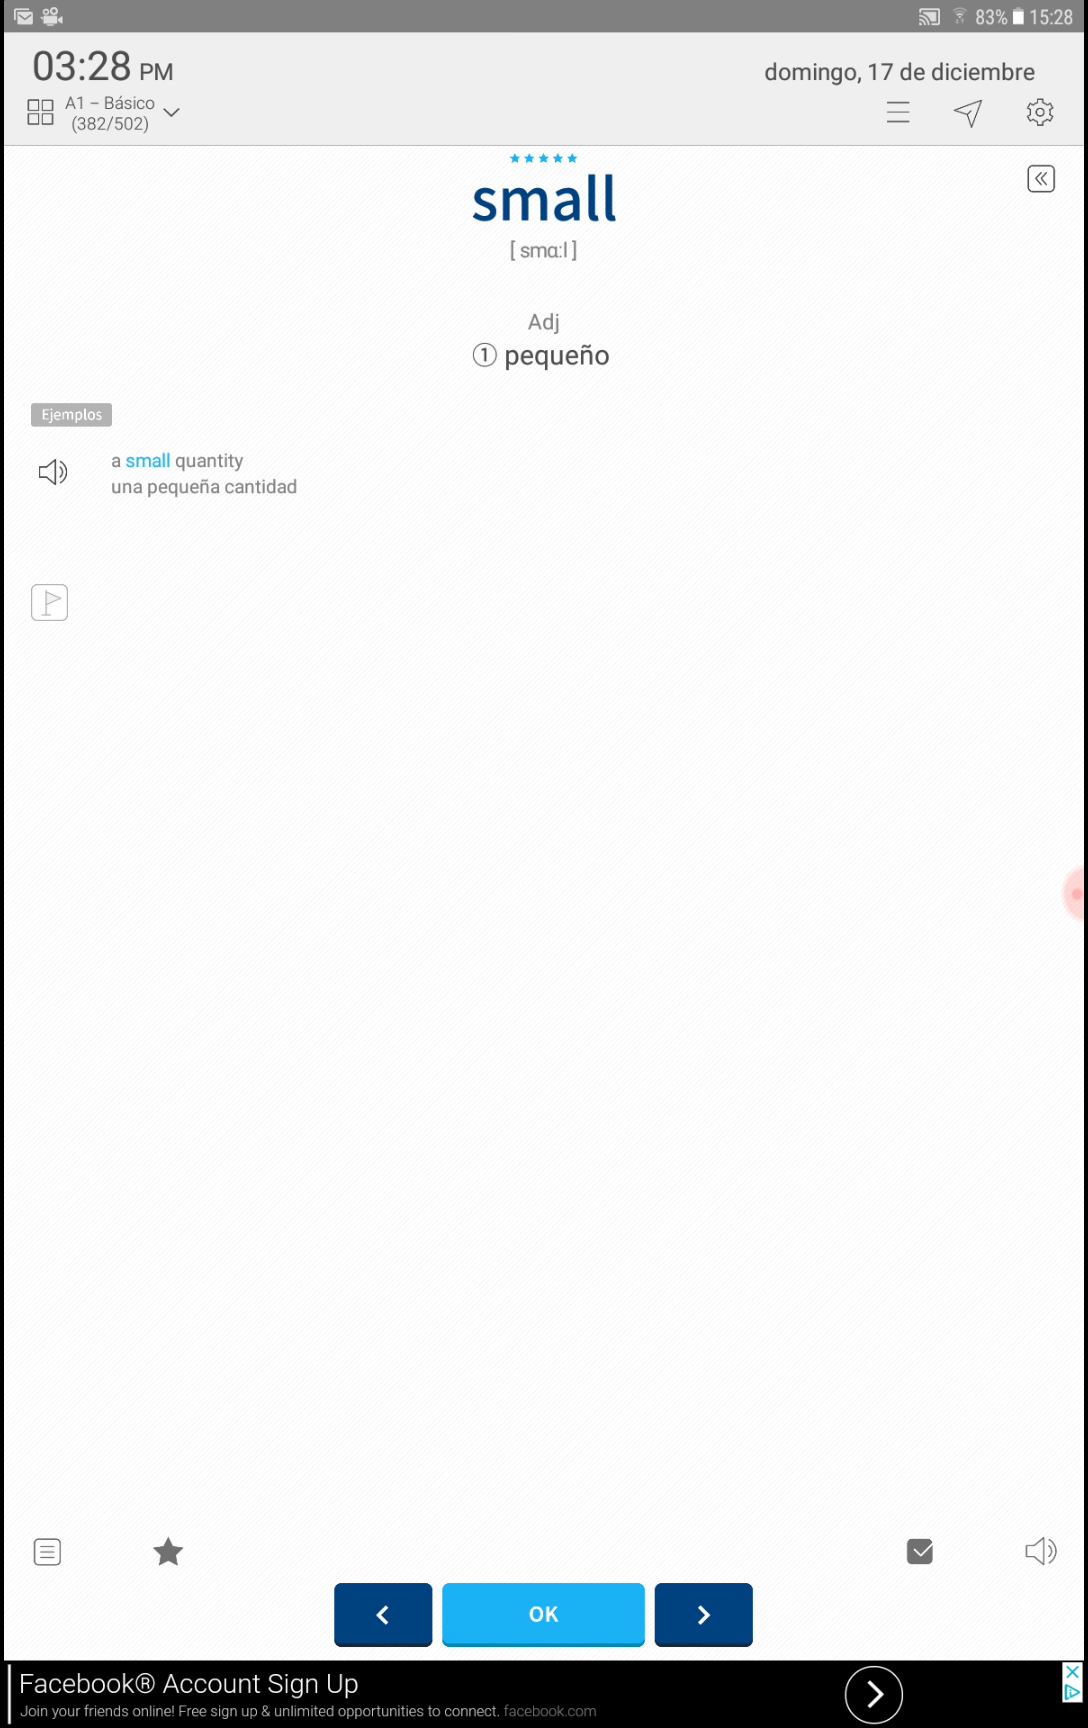 83% 15:28
03:28 PM
domingo, 17 de diciembre
A1 – Básico
(382/502)
small
[ smɑ:l ]
Adj
① pequeño
Ejemplos
a small quantity
una pequeña cantidad
OK
Facebook® Account Sign Up
Join your friends online! Free sign up & unlimited opportunities to connect. facebook.com